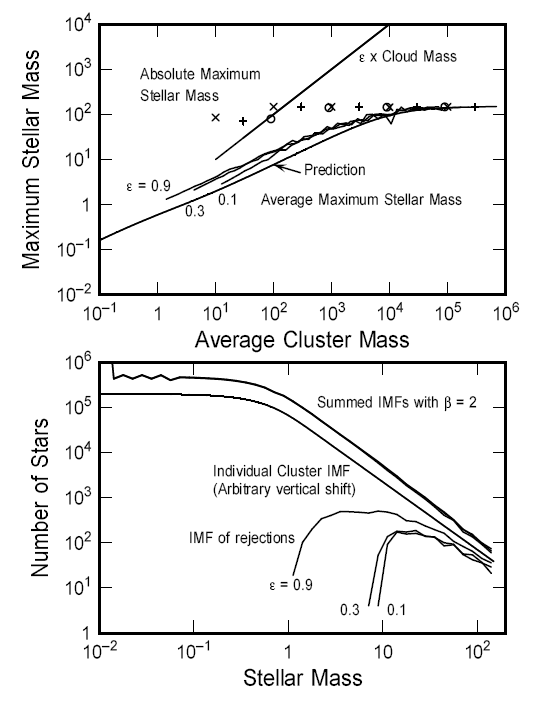 10^4
10^3
10^2
10^1
1
10^−1
10^−2
Maximum Stellar Mass
Absolute Maximum
Stellar Mass
ε x Cloud Mass
ε = 0.9
0.3
0.1
Prediction
Average Maximum Stellar Mass
10^−1 1 10^1 10^2 10^3 10^4 10^5 10^6
Average Cluster Mass
10^6
10^5
10^4
10^3
10^2
10^1
1
Number of Stars
Summed IMFs with β = 2
Individual Cluster IMF
(Arbitrary vertical shift)
IMF of rejections
ε = 0.9
0.3
0.1
10^−2 10^−1 1 10 10^2
Stellar Mass